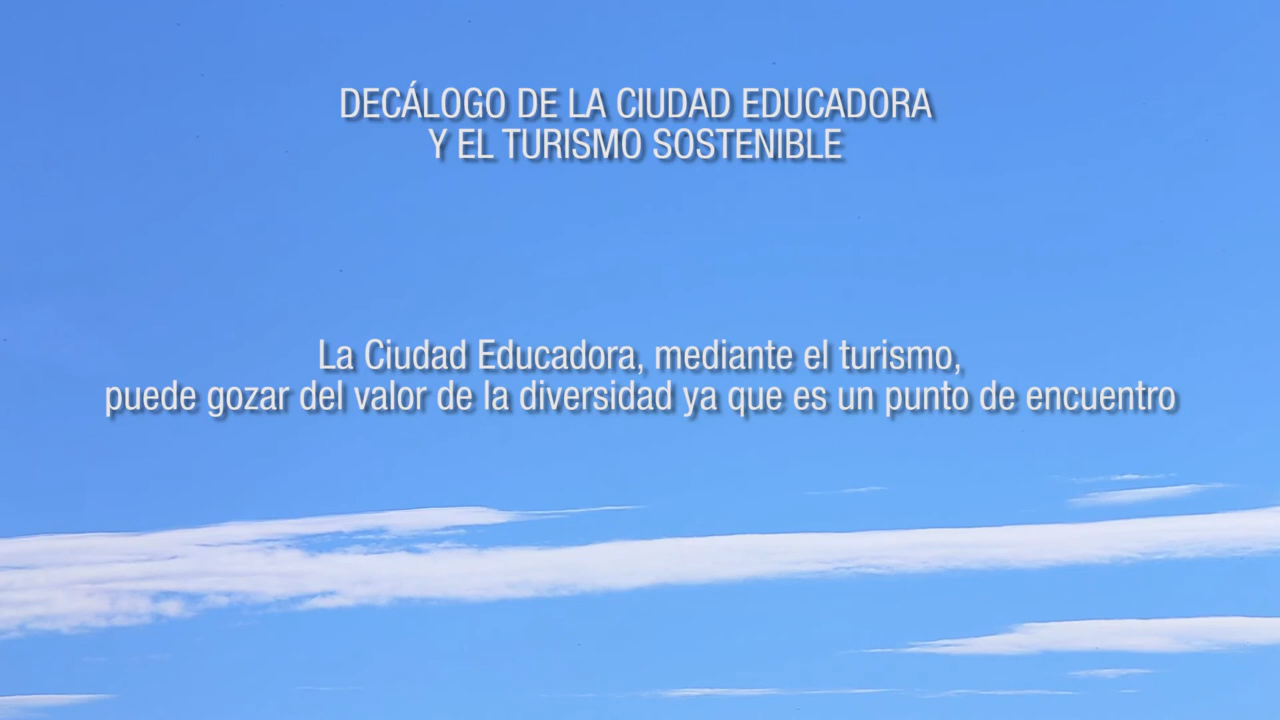 DECÁLOGO DE LA CIUDAD EDUCADORA
Y EL TURISMO SOSTENIBLE
La Ciudad Educadora, mediante el turismo,
puede gozar del valor de la diversidad ya que es un punto de encuentro